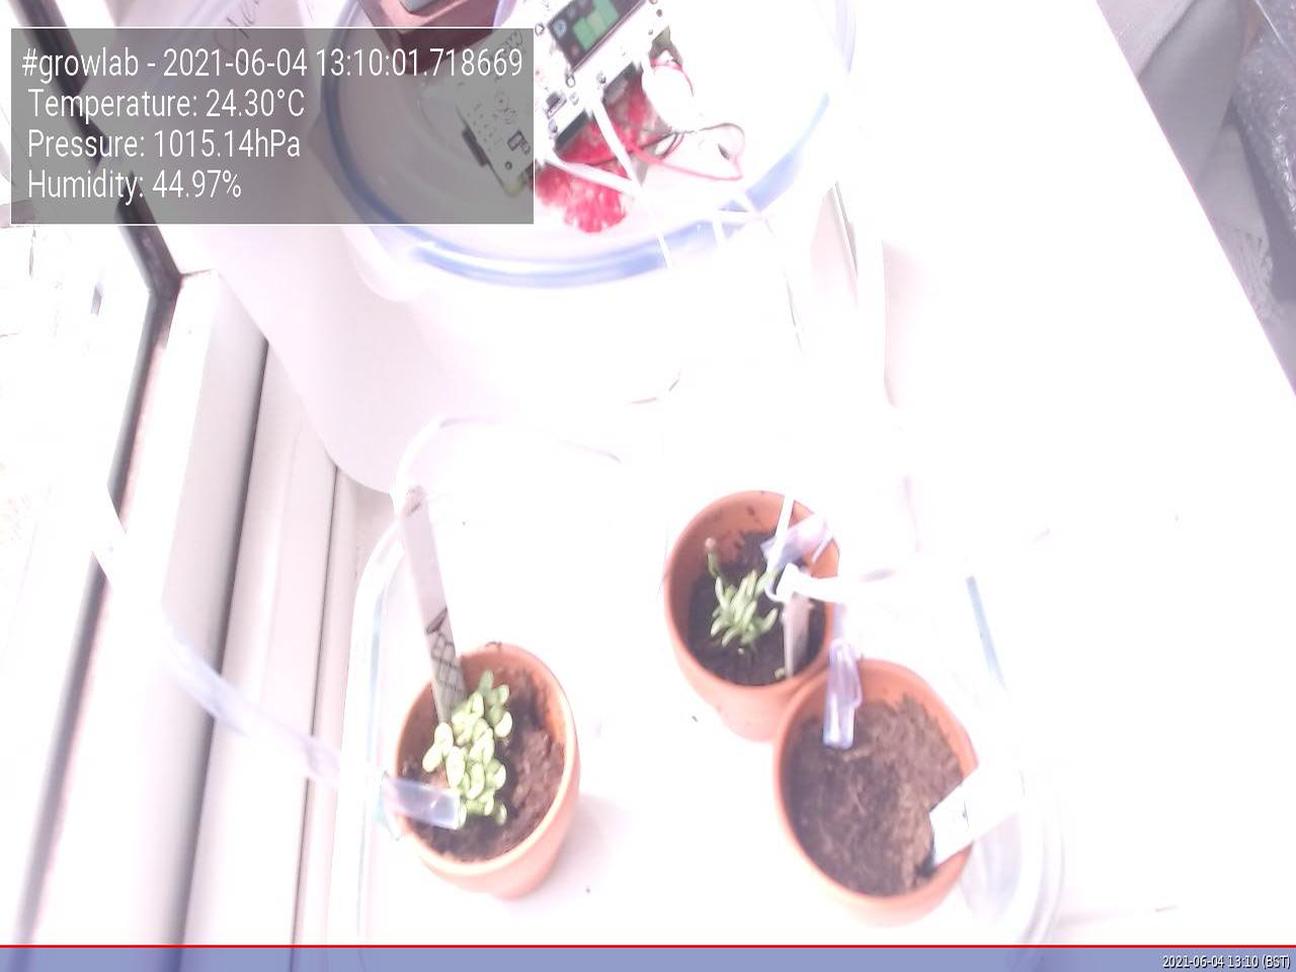 #growlab - 2021-06-04 13:10:01.718669
Temperature: 24.30°C
Pressure: 1015.14hPa
Humidity: 44.97%
2021-06-04 13:10 (BST)